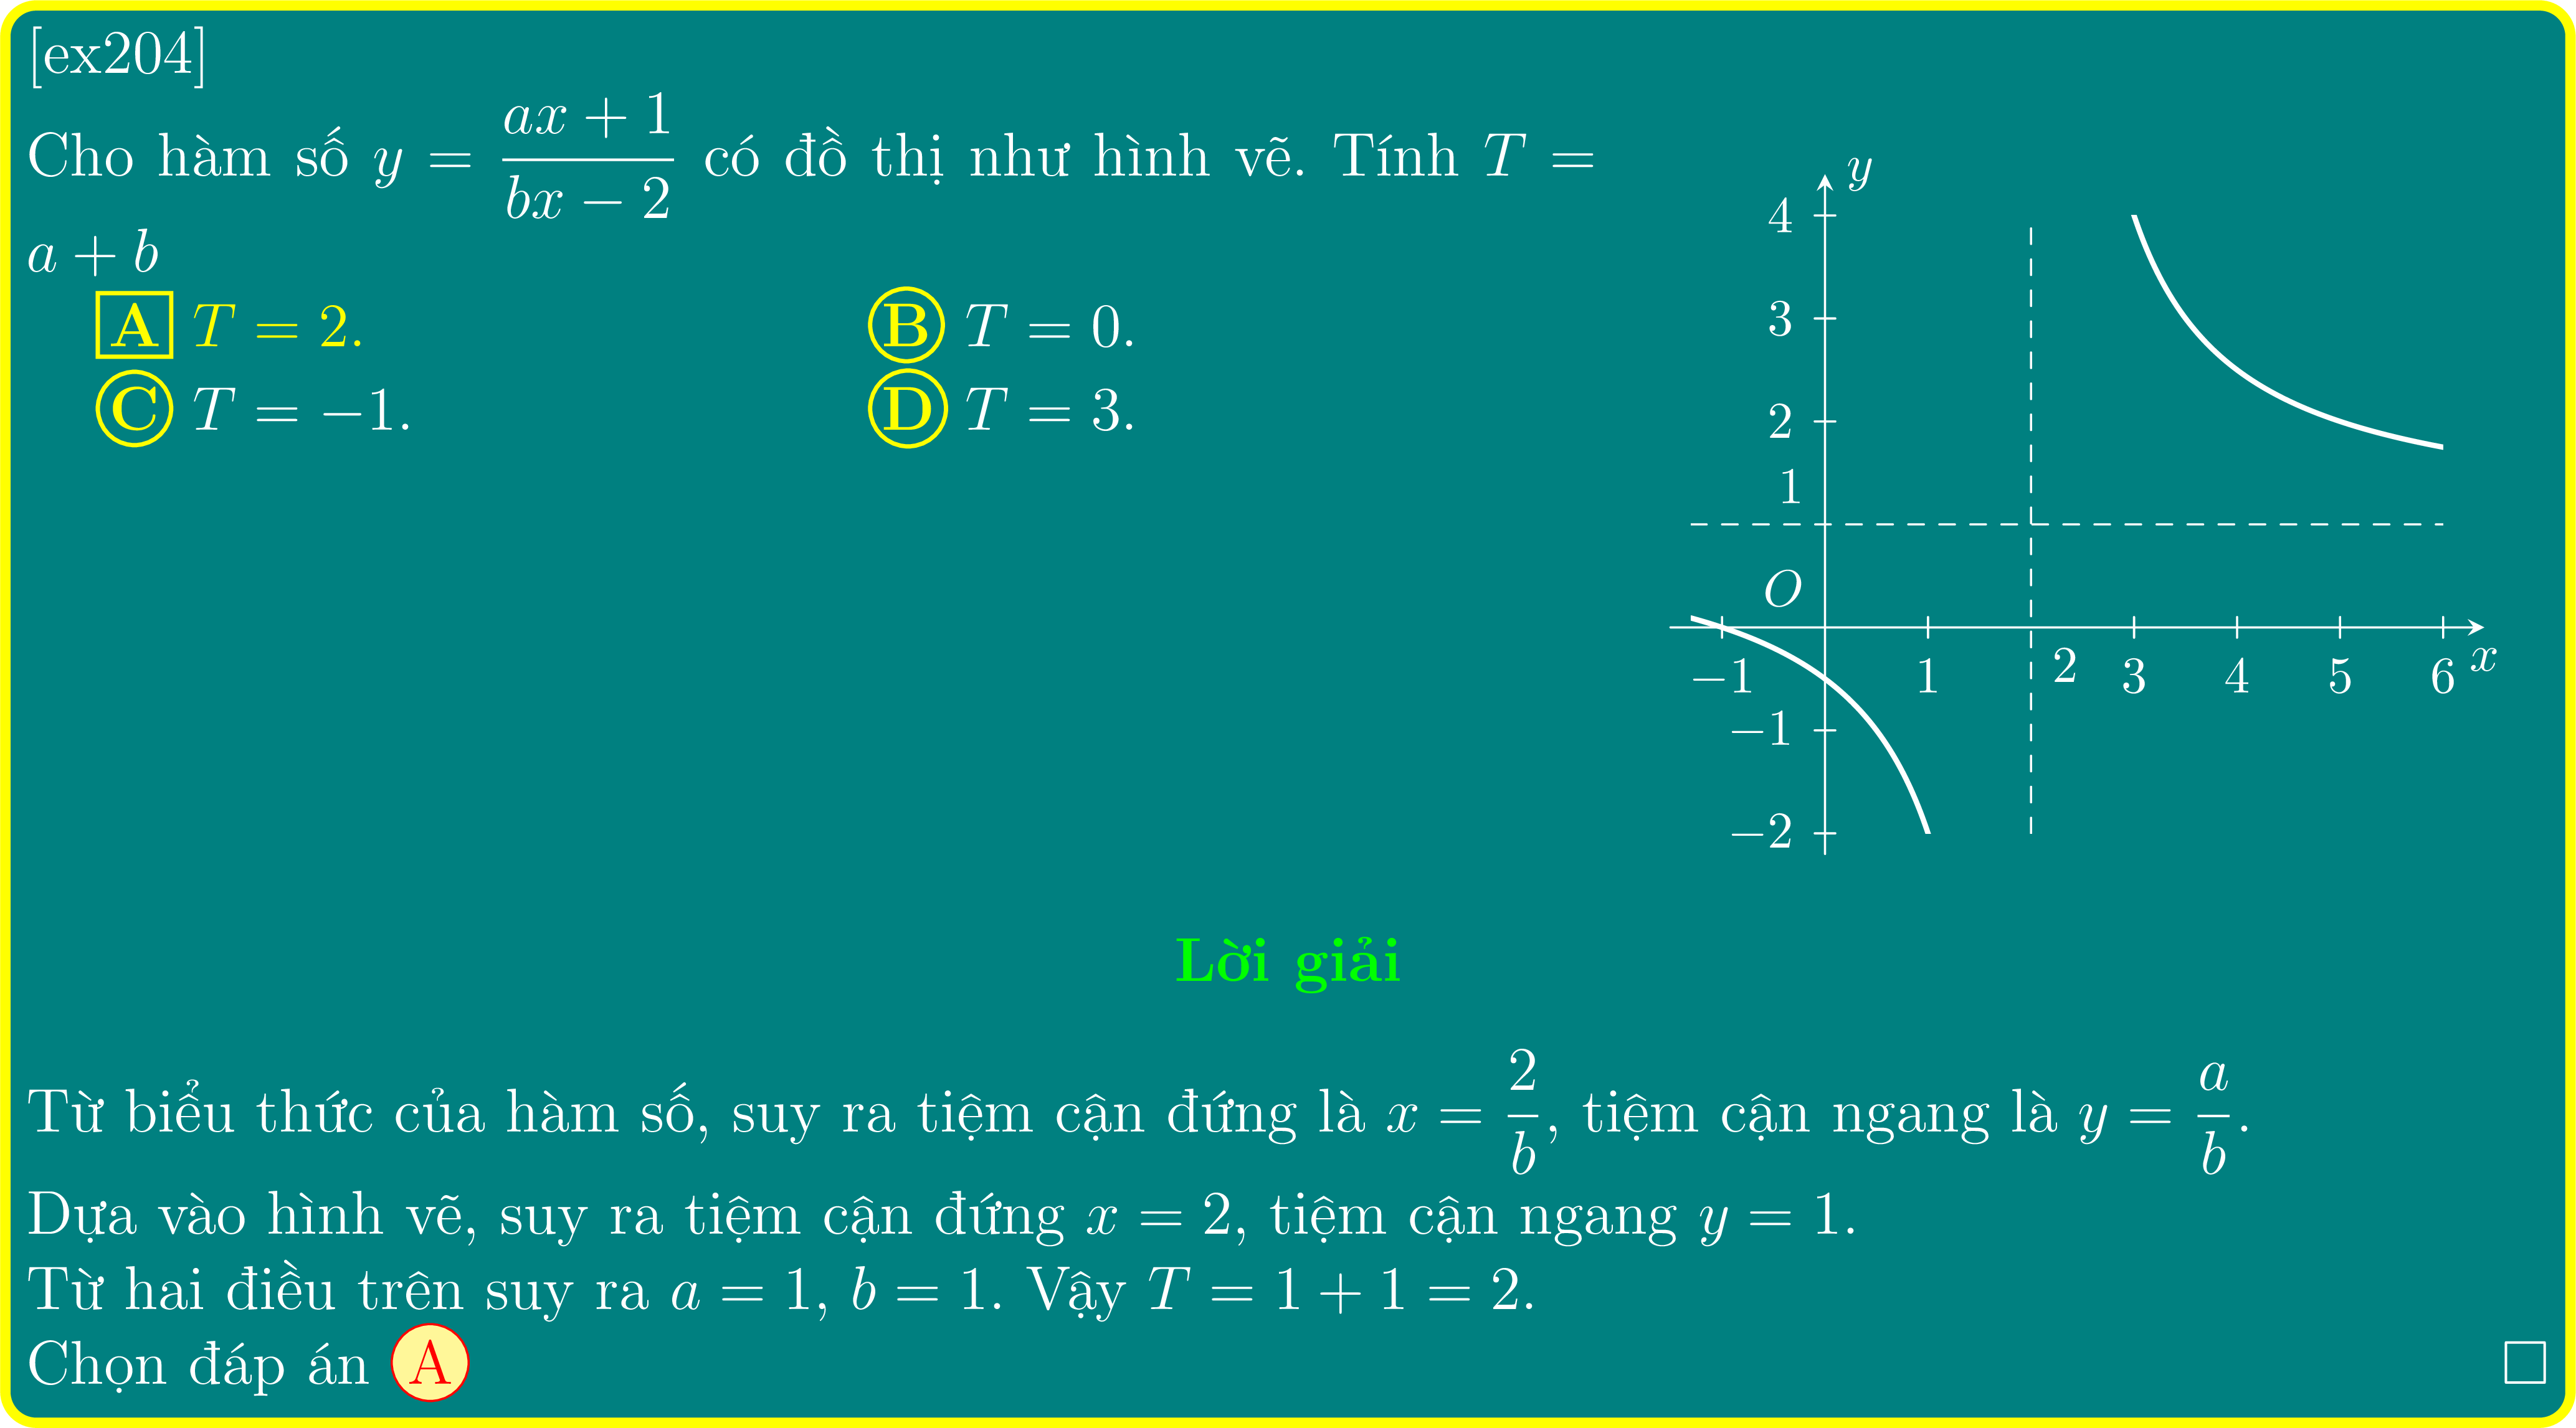 [ex204]
Cho hàm số y = \frac{ax + 1}{bx − 2} có đồ thị như hình vẽ. Tính T =
a + b
A T = 2.
B T = 0.
C T = −1.
D T = 3.
y
4
3
2
1
O
−1 1 2 3 4 5 6 x
−1
−2
Lời giải
Từ biểu thức của hàm số, suy ra tiệm cận đứng là x = \frac{2}{b}, tiệm cận ngang là y = \frac{a}{b}.
Dựa vào hình vẽ, suy ra tiệm cận đứng x = 2, tiệm cận ngang y = 1.
Từ hai điều trên suy ra a = 1, b = 1. Vậy T = 1 + 1 = 2.
Chọn đáp án A □